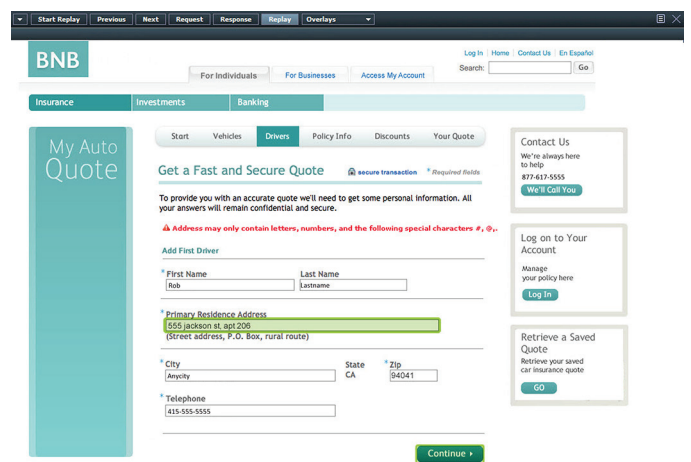 Start Replay Previous Next Request Response Replay Overlays
BNB
Log In Home Contact Us En Español
Search: Go
For Individuals For Businesses Access My Account
Insurance Investments Banking
My Auto
Quote
Start Vehicles Drivers Policy Info Discounts Your Quote
Get a Fast and Secure Quote secure transaction * Required fields
To provide you with an accurate quote we'll need to get some personal information. All
your answers will remain confidential and secure.
Address may only contain letters, numbers, and the following special characters #, @,.
Add First Driver
* First Name Last Name
Rob Lastname
* Primary Residence Address
555 jackson st, apt 206
(Street address, P.O. Box, rural route)
* City State * Zip
Anycity CA 94041
* Telephone
415-555-5555
Continue
Contact Us
We're always here
to help
877-617-5555
We'll Call You
Log on to Your
Account
Manage
your policy here
Log In
Retrieve a Saved
Quote
Retrieve your saved
car insurance quote
GO